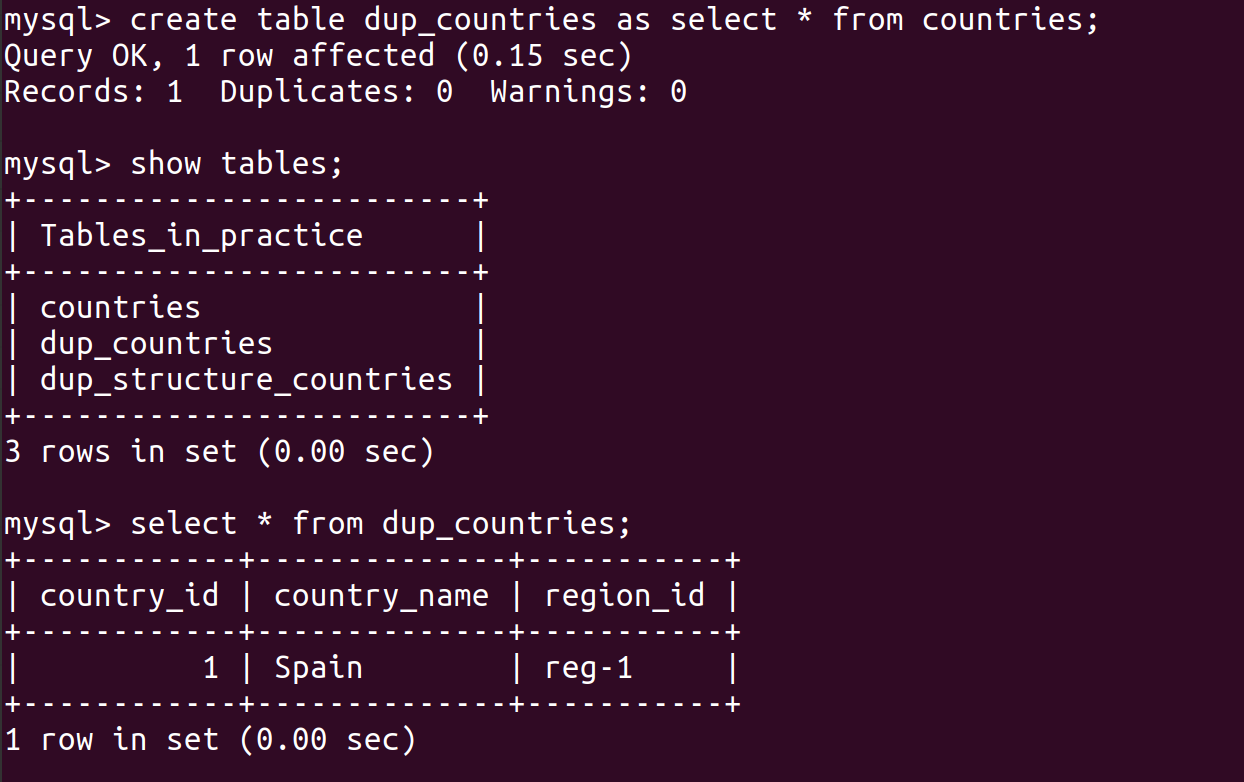 mysql> create table dup_countries as select * from countries;
Query OK, 1 row affected (0.15 sec)
Records: 1  Duplicates: 0  Warnings: 0
mysql> show tables;
+-------------------------+
| Tables_in_practice      |
+-------------------------+
| countries               |
| dup_countries           |
| dup_structure_countries |
+-------------------------+
3 rows in set (0.00 sec)
mysql> select * from dup_countries;
+------------+--------------+-----------+
| country_id | country_name | region_id |
+------------+--------------+-----------+
|          1 | Spain        | reg-1     |
+------------+--------------+-----------+
1 row in set (0.00 sec)